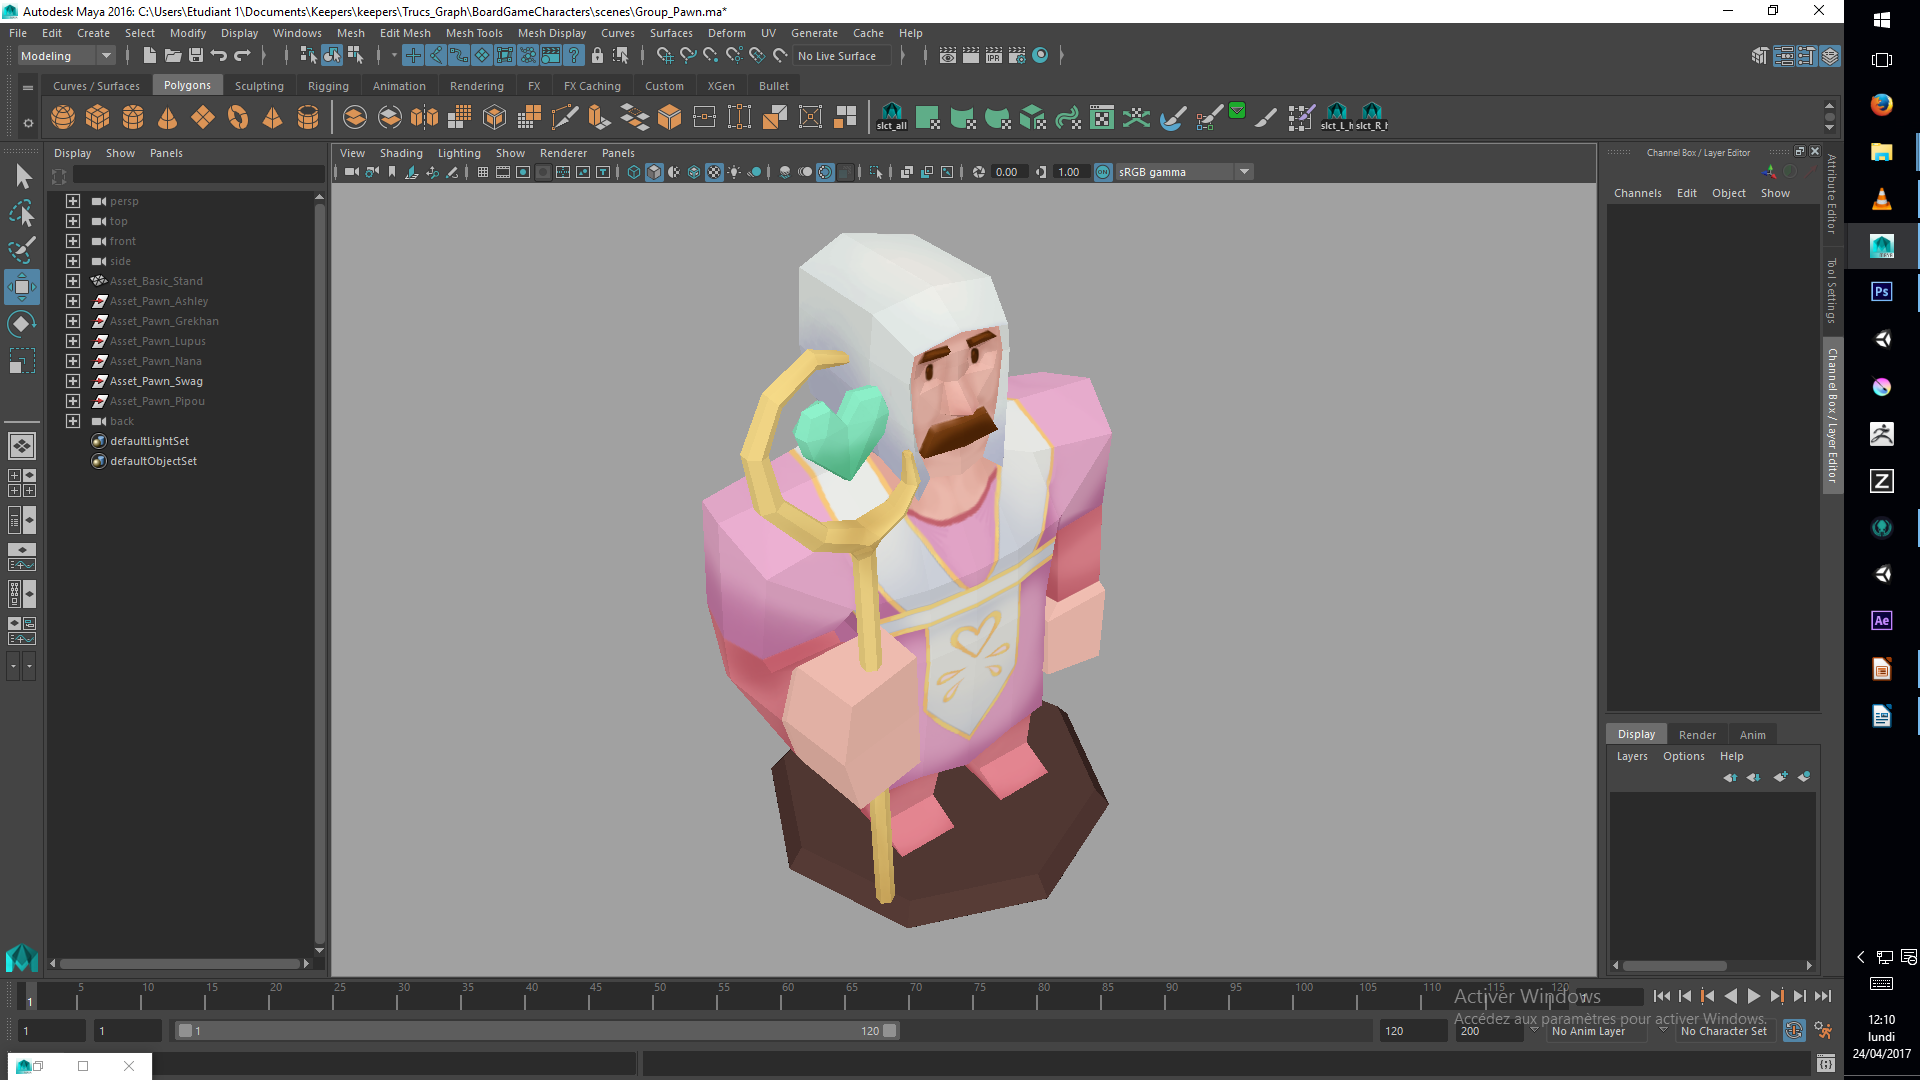 Autodesk Maya 2016: C:\Users\Etudiant 1\Documents\Keepers\keepers\Trucs_Graph\BoardGameCharacters\scenes\Group_Pawn.ma*
File Edit Create Select Modify Display Windows Mesh Edit Mesh Mesh Tools Mesh Display Curves Surfaces Deform UV Generate Cache Help
Modeling No Live Surface
Curves / Surfaces Polygons Sculpting Rigging Animation Rendering FX FX Caching Custom XGen Bullet
slct_all slct_L_h slct_R_h
Display Show Panels
View Shading Lighting Show Renderer Panels
0.00 1.00 ON sRGB gamma
persp
top
front
side
Asset_Basic_Stand
Asset_Pawn_Ashley
Asset_Pawn_Grekhan
Asset_Pawn_Lupus
Asset_Pawn_Nana
Asset_Pawn_Swag
Asset_Pawn_Pipou
back
defaultLightSet
defaultObjectSet
Channel Box / Layer Editor
Channels Edit Object Show
Attribute Editor
Tool Settings
Channel Box / Layer Editor
Display Render Anim
Layers Options Help
Ps
Z
Ae
1 5 10 15 20 25 30 35 40 45 50 55 60 65 70 75 80 85 90 95 100 105 110 115 120
Activer Windows
Accédez aux paramètres pour activer Windows.
1 1 1 120 120 200 No Anim Layer No Character Set
12:10
lundi
24/04/2017